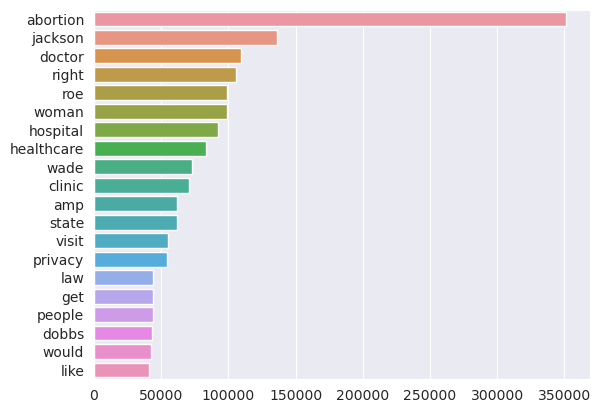 abortion
jackson
doctor
right
roe
woman
hospital
healthcare
wade
clinic
amp
state
visit
privacy
law
get
people
dobbs
would
like
0 50000 100000 150000 200000 250000 300000 350000